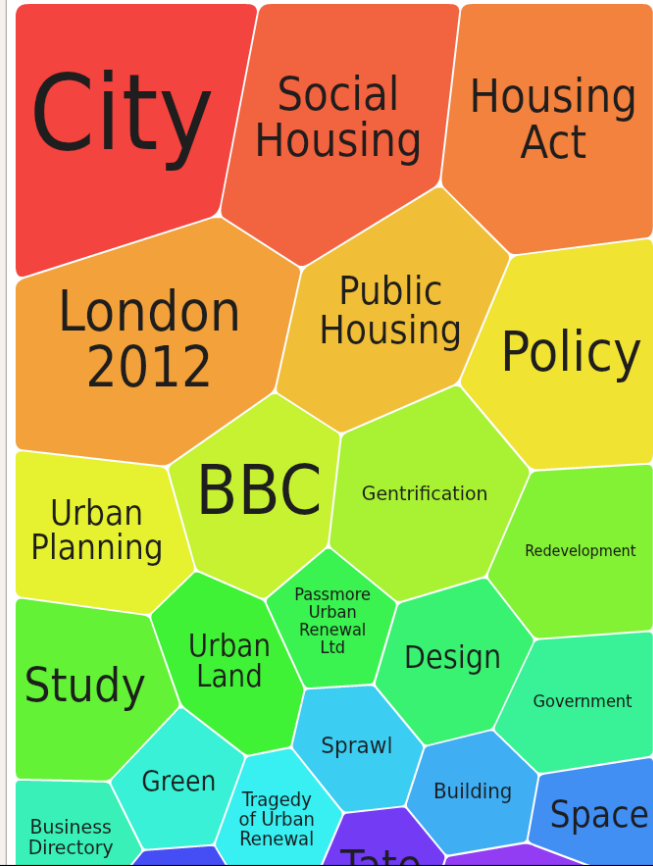 City
Social
Housing
Housing
Act
London
2012
Public
Housing
Policy
BBC
Gentrification
Urban
Planning
Redevelopment
Passmore
Urban
Renewal
Ltd
Urban
Land
Design
Study
Government
Sprawl
Green
Building
Tragedy
of Urban
Renewal
Space
Business
Directory
Tate